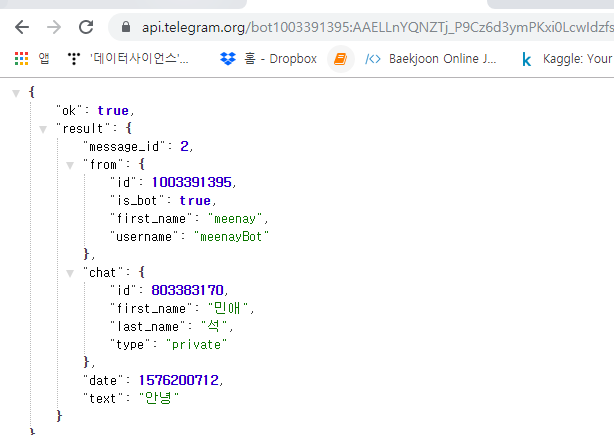 api.telegram.org/bot1003391395:AAELLnYQNZTj_P9Cz6d3ymPKxi0Lcwldzfs
앱 '데이터사이언스'... 홈 - Dropbox </> Baekjoon Online J... k Kaggle: Your
{
"ok": true,
"result": {
"message_id": 2,
"from": {
"id": 1003391395,
"is_bot": true,
"first_name": "meenay",
"username": "meenayBot"
},
"chat": {
"id": 803383170,
"first_name": "민애",
"last_name": "석",
"type": "private"
},
"date": 1576200712,
"text": "안녕"
}
}